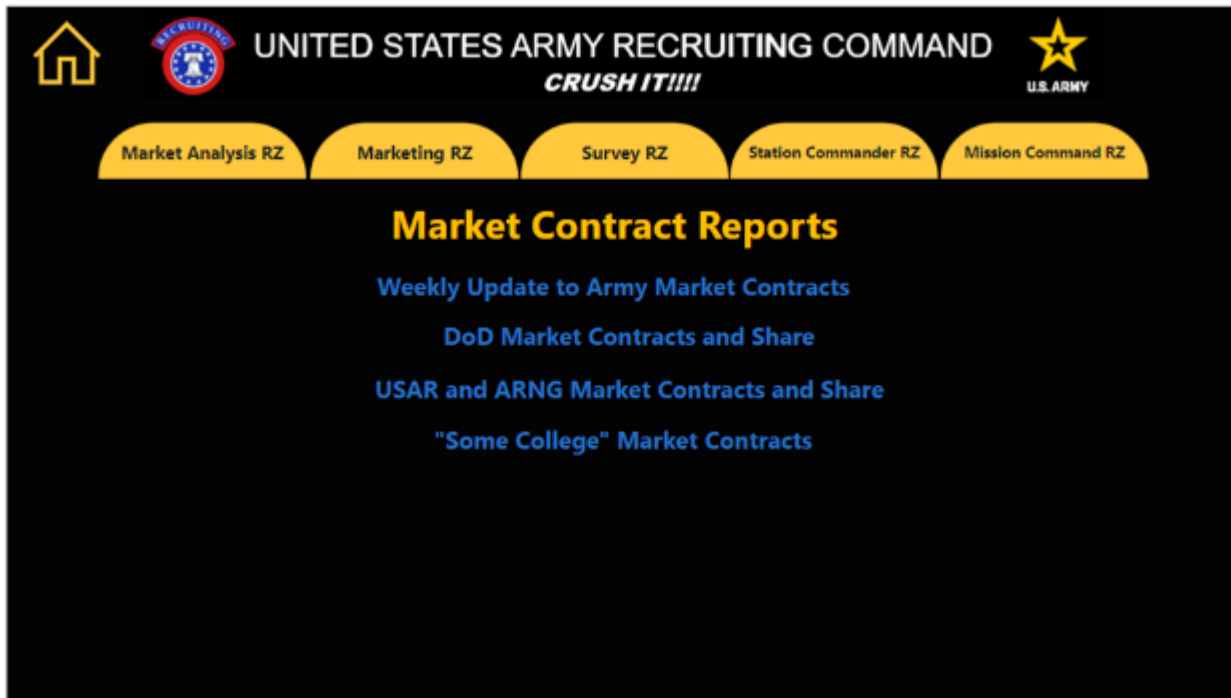 RECRUITING
UNITED STATES ARMY RECRUITING COMMAND
CRUSH IT!!!!
U.S. ARMY
Market Analysis RZ
Marketing RZ
Survey RZ
Station Commander RZ
Mission Command RZ
Market Contract Reports
Weekly Update to Army Market Contracts
DoD Market Contracts and Share
USAR and ARNG Market Contracts and Share
"Some College" Market Contracts